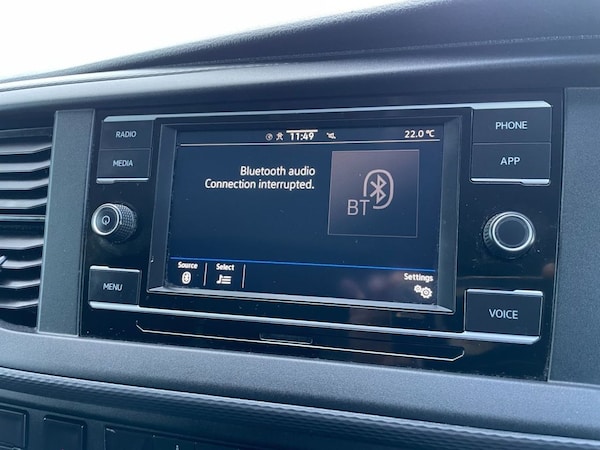 RADIO
MEDIA
MENU
11:49
22.0 °C
Bluetooth audio
Connection interrupted.
BT
Source
Select
Settings
PHONE
APP
VOICE